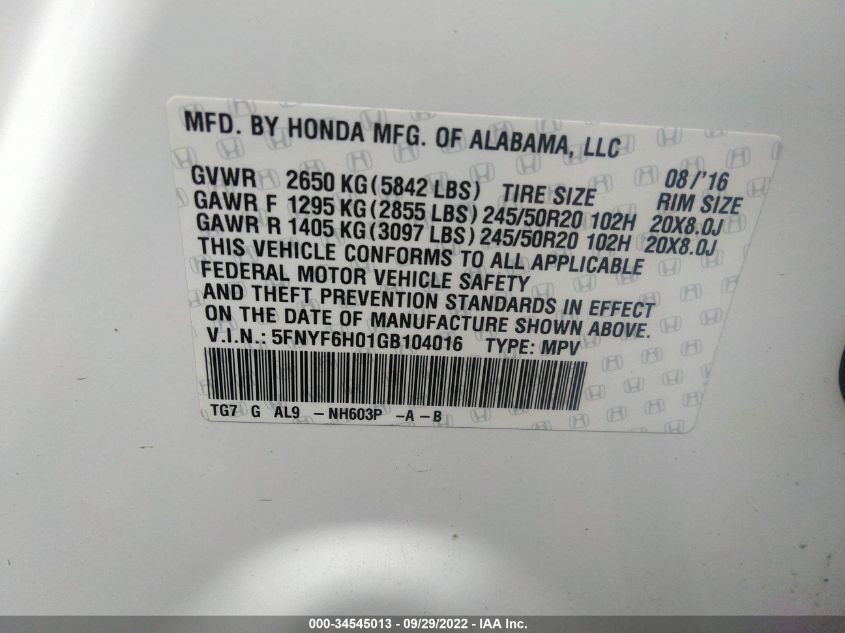 MFD. BY HONDA MFG. OF ALABAMA, LLC
08/'16
GVWR 2650 KG (5842 LBS) TIRE SIZE RIM SIZE
GAWR F 1295 KG (2855 LBS) 245/50R20 102H 20X8.0J
GAWR R 1405 KG (3097 LBS) 245/50R20 102H 20X8.0J
THIS VEHICLE CONFORMS TO ALL APPLICABLE
FEDERAL MOTOR VEHICLE SAFETY
AND THEFT PREVENTION STANDARDS IN EFFECT
ON THE DATE OF MANUFACTURE SHOWN ABOVE.
V.I.N.: 5FNYF6H01GB104016 TYPE: MPV
TG7 G AL9 - NH603P - A - B
000-34545013 - 09/29/2022 - IAA Inc.